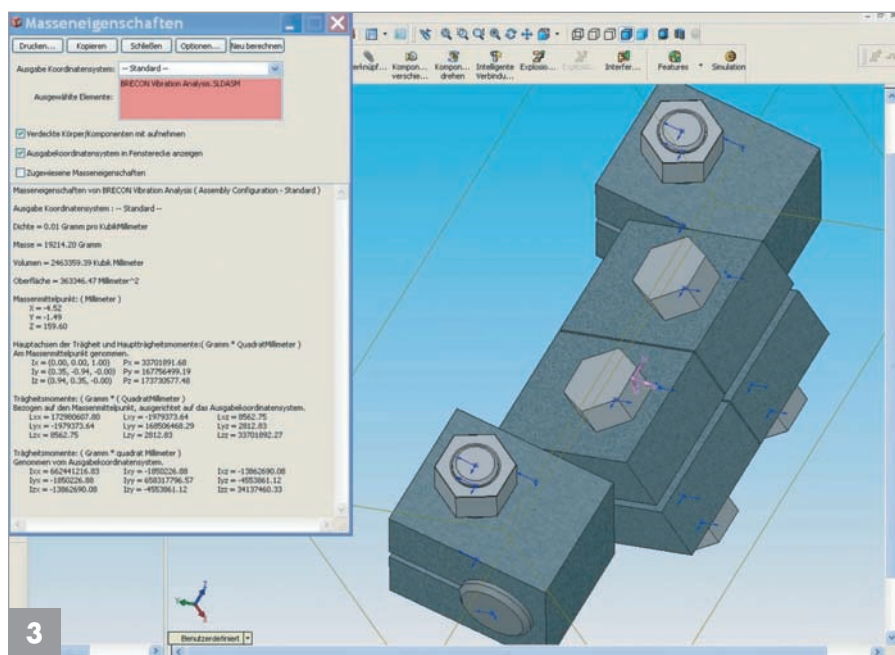 Masseneigenschaften
Drucken... Kopieren Schließen Optionen... Neu berechnen
Ausgabe Koordinatensystem: -- Standard --
BRECON Vibration Analysis.SLDASM
Ausgewählte Elemente:
Verdeckte Körper/Komponenten mit aufnehmen
Ausgabekoordinatensystem in Fensterecke anzeigen
Zugewiesene Masseneigenschaften
Masseneigenschaften von BRECON Vibration Analysis ( Assembly Configuration - Standard )
Ausgabe Koordinatensystem : -- Standard --
Dichte = 0.01 Gramm pro KubikMillimeter
Masse = 19214.20 Gramm
Volumen = 2463359.39 Kubik Millimeter
Oberfläche = 363346.47 Millimeter^2
Massenmittelpunkt: ( Millimeter )
X = -4.52
Y = -1.49
Z = 159.60
Hauptachsen der Trägheit und Hauptträgheitsmomente:( Gramm * QuadratMillimeter )
Am Massenmittelpunkt genommen.
Ix = (0.00, 0.00, 1.00) Px = 33701891.68
Iy = (0.35, -0.94, -0.00) Py = 167756499.19
Iz = (0.94, 0.35, -0.00) Pz = 173730577.48
Trägheitsmomente: ( Gramm * ( QuadratMillimeter )
Bezogen auf den Massenmittelpunkt, ausgerichtet auf das Ausgabekoordinatensystem.
Lxx = 172980607.80 Lxy = -1979373.64 Lxz = 8562.75
Lyx = -1979373.64 Lyy = 168506468.29 Lyz = 2812.83
Lzx = 8562.75 Lzy = 2812.83 Lzz = 33701892.27
Trägheitsmomente: ( Gramm * quadrat Millimeter )
Genommen vom Ausgabekoordinatensystem.
Ixx = 662441216.83 Ixy = -1850226.88 Ixz = -13862690.08
Iyx = -1850226.88 Iyy = 658317796.57 Iyz = -4553861.12
Izx = -13862690.08 Izy = -4553861.12 Izz = 34137460.33
Kompon... Kompon... Intelligente Explosio... Interfer... Features Simulation
verschie... drehen Verbindu...
Benutzerdefiniert
3